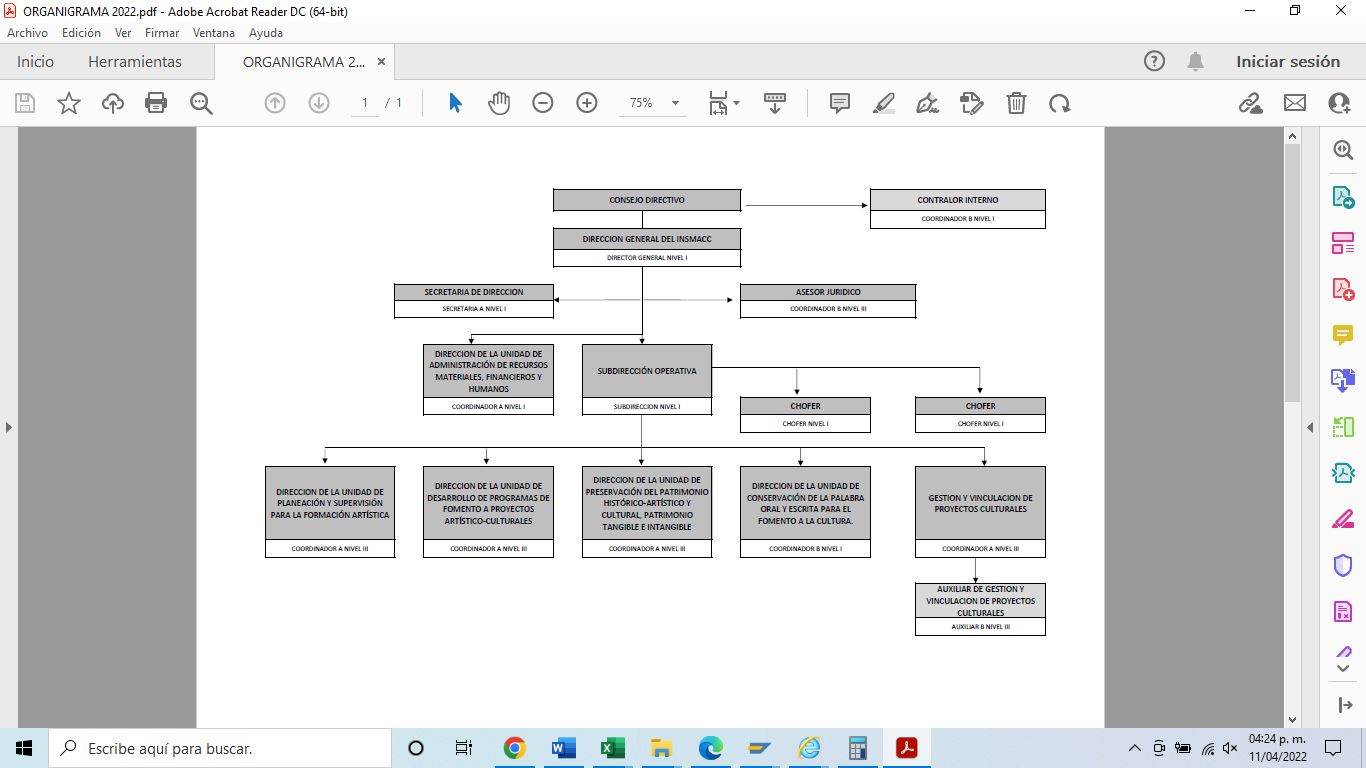 ORGANIGRAMA 2022.pdf - Adobe Acrobat Reader DC (64-bit)
Archivo Edición Ver Firmar Ventana Ayuda
Inicio Herramientas ORGANIGRAMA 2... × Iniciar sesión
1 / 1 75%
CONSEJO DIRECTIVO
CONTRALOR INTERNO
COORDINADOR B NIVEL I
DIRECCION GENERAL DEL INSMACC
DIRECTOR GENERAL NIVEL I
SECRETARIA DE DIRECCION
SECRETARIA A NIVEL I
ASESOR JURIDICO
COORDINADOR B NIVEL III
DIRECCION DE LA UNIDAD DE
ADMINISTRACIÓN DE RECURSOS
MATERIALES, FINANCIEROS Y
HUMANOS
COORDINADOR A NIVEL I
SUBDIRECCIÓN OPERATIVA
SUBDIRECCION NIVEL I
CHOFER
CHOFER NIVEL I
CHOFER
CHOFER NIVEL I
DIRECCION DE LA UNIDAD DE
PLANEACIÓN Y SUPERVISIÓN
PARA LA FORMACIÓN ARTÍSTICA
COORDINADOR A NIVEL III
DIRECCION DE LA UNIDAD DE
DESARROLLO DE PROGRAMAS DE
FOMENTO A PROYECTOS
ARTÍSTICO-CULTURALES
COORDINADOR A NIVEL III
DIRECCION DE LA UNIDAD DE
PRESERVACIÓN DEL PATRIMONIO
HISTÓRICO-ARTÍSTICO Y
CULTURAL, PATRIMONIO
TANGIBLE E INTANGIBLE
COORDINADOR A NIVEL III
DIRECCION DE LA UNIDAD DE
CONSERVACIÓN DE LA PALABRA
ORAL Y ESCRITA PARA EL
FOMENTO A LA CULTURA.
COORDINADOR B NIVEL I
GESTION Y VINCULACION DE
PROYECTOS CULTURALES
COORDINADOR A NIVEL III
AUXILIAR DE GESTION Y
VINCULACION DE PROYECTOS
CULTURALES
AUXILIAR B NIVEL III
Escribe aquí para buscar.
04:24 p. m.
11/04/2022